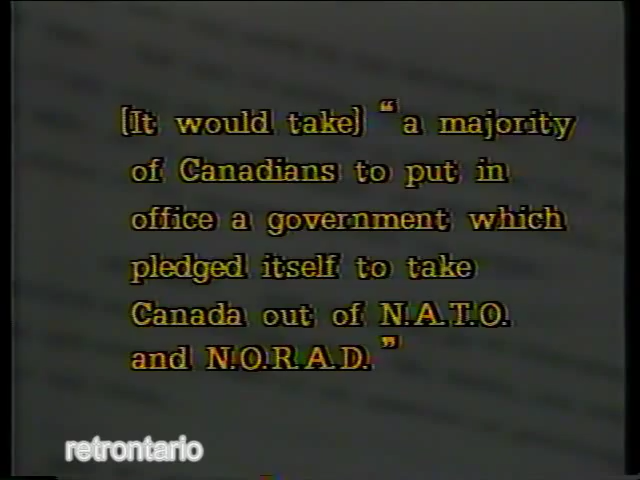 [It would take] "a majority
of Canadians to put in
office a government which
pledged itself to take
Canada out of N.A.T.O.
and N.O.R.A.D."
retrontario